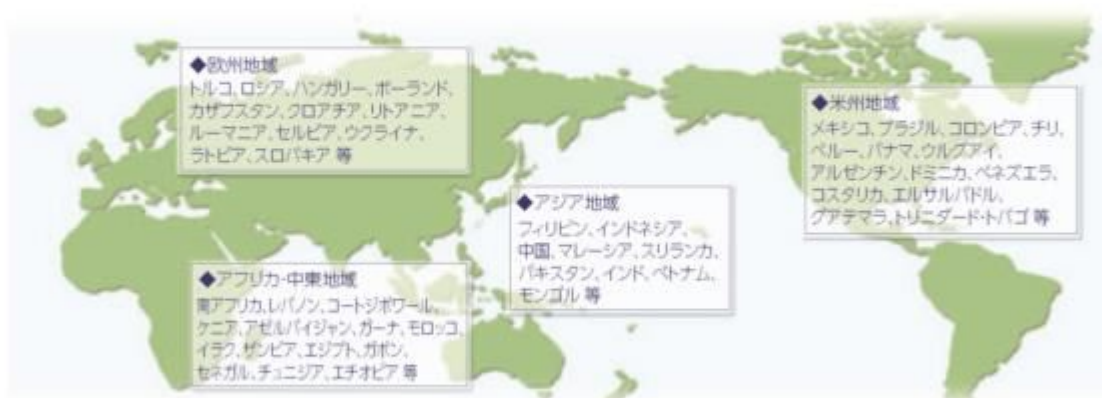 ◆欧州地域
トルコ、ロシア、ハンガリー、ポーランド、
カザフスタン、クロアチア、リトアニア、
ルーマニア、セルビア、ウクライナ、
ラトビア、スロバキア 等
◆米州地域
メキシコ、ブラジル、コロンビア、チリ、
ペルー、パナマ、ウルグアイ、
アルゼンチン、ドミニカ、ベネズエラ、
コスタリカ、エルサルバドル、
グアテマラ、トリニダード・トバゴ 等
◆アジア地域
フィリピン、インドネシア、
中国、マレーシア、スリランカ、
パキスタン、インド、ベトナム、
モンゴル 等
◆アフリカ・中東地域
南アフリカ、レバノン、コートジボワール、
ケニア、アゼルバイジャン、ガーナ、モロッコ、
イラク、ザンビア、エジプト、ガボン、
セネガル、チュニジア、エチオピア 等